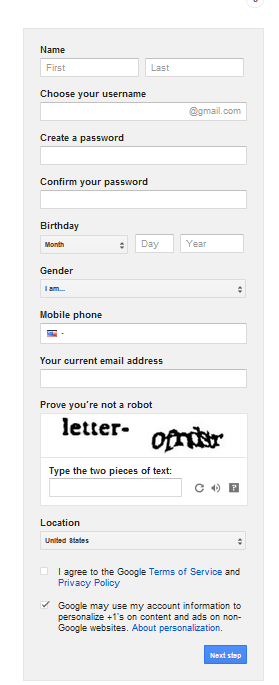 Name
First Last
Choose your username
@gmail.com
Create a password
Confirm your password
Birthday
Month Day Year
Gender
I am...
Mobile phone
-
Your current email address
Prove you're not a robot
letter-
Type the two pieces of text:
?
Location
United States
I agree to the Google Terms of Service and
Privacy Policy
Google may use my account information to
personalize +1's on content and ads on non-
Google websites. About personalization.
Next step